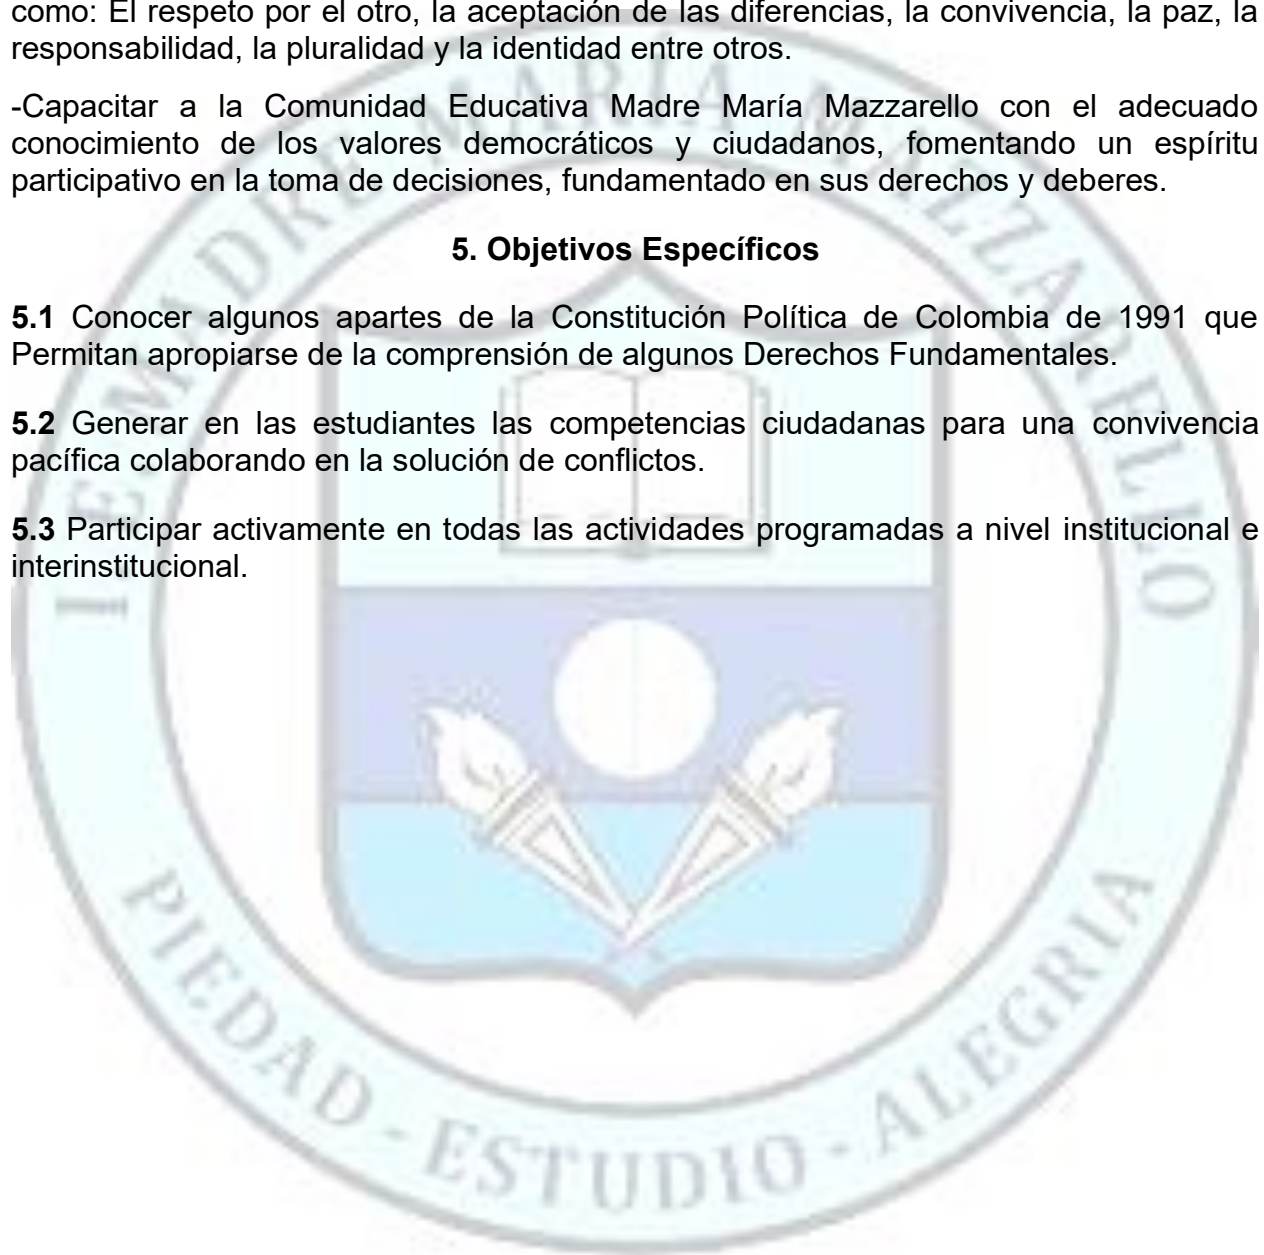 como: El respeto por el otro, la aceptación de las diferencias, la convivencia, la paz, la
responsabilidad, la pluralidad y la identidad entre otros.
-Capacitar a la Comunidad Educativa Madre María Mazzarello con el adecuado
conocimiento de los valores democráticos y ciudadanos, fomentando un espíritu
participativo en la toma de decisiones, fundamentado en sus derechos y deberes.
5. Objetivos Específicos
5.1 Conocer algunos apartes de la Constitución Política de Colombia de 1991 que
Permitan apropiarse de la comprensión de algunos Derechos Fundamentales.
5.2 Generar en las estudiantes las competencias ciudadanas para una convivencia
pacífica colaborando en la solución de conflictos.
5.3 Participar activamente en todas las actividades programadas a nivel institucional e
interinstitucional.
I.E. MADRE MARIA MAZZARELLO
PIEDAD - ESTUDIO - ALEGRIA